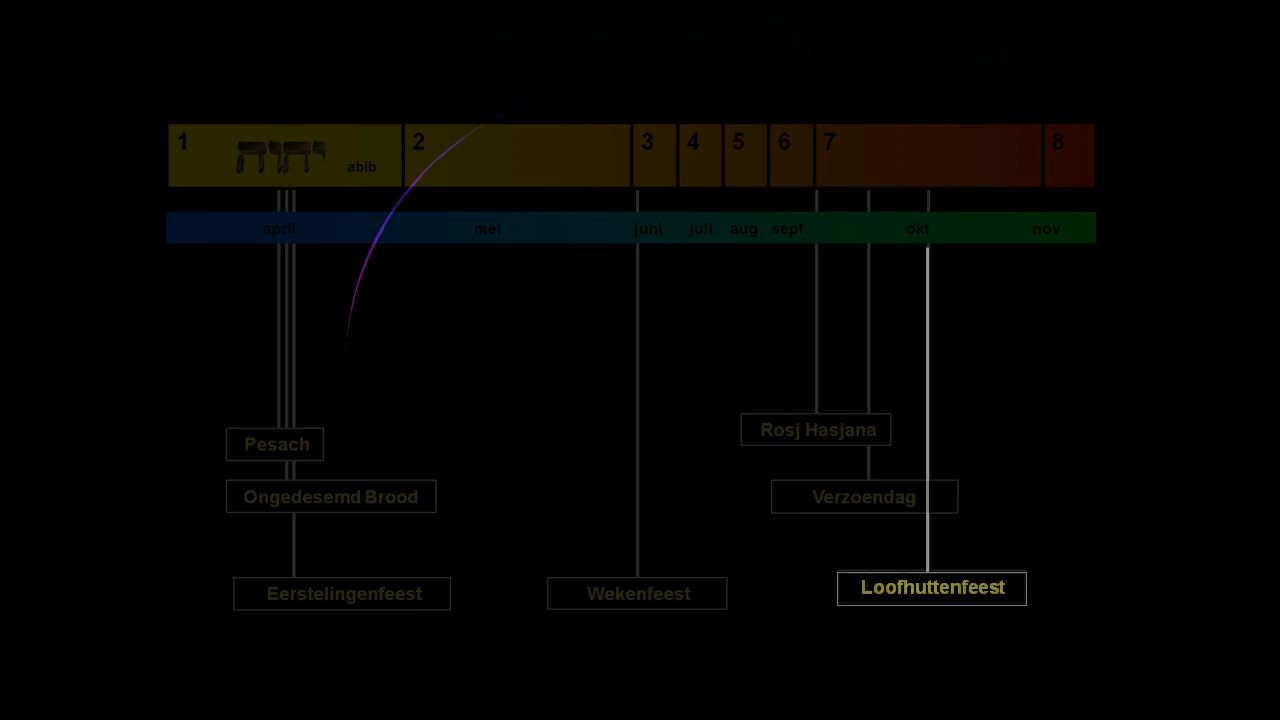 1 יהוה abib 2 3 4 5 6 7 8
april mei juni juli aug sept okt nov
Rosj Hasjana
Pesach
Ongedesemd Brood
Verzoendag
Loofhuttenfeest
Eerstelingenfeest
Wekenfeest